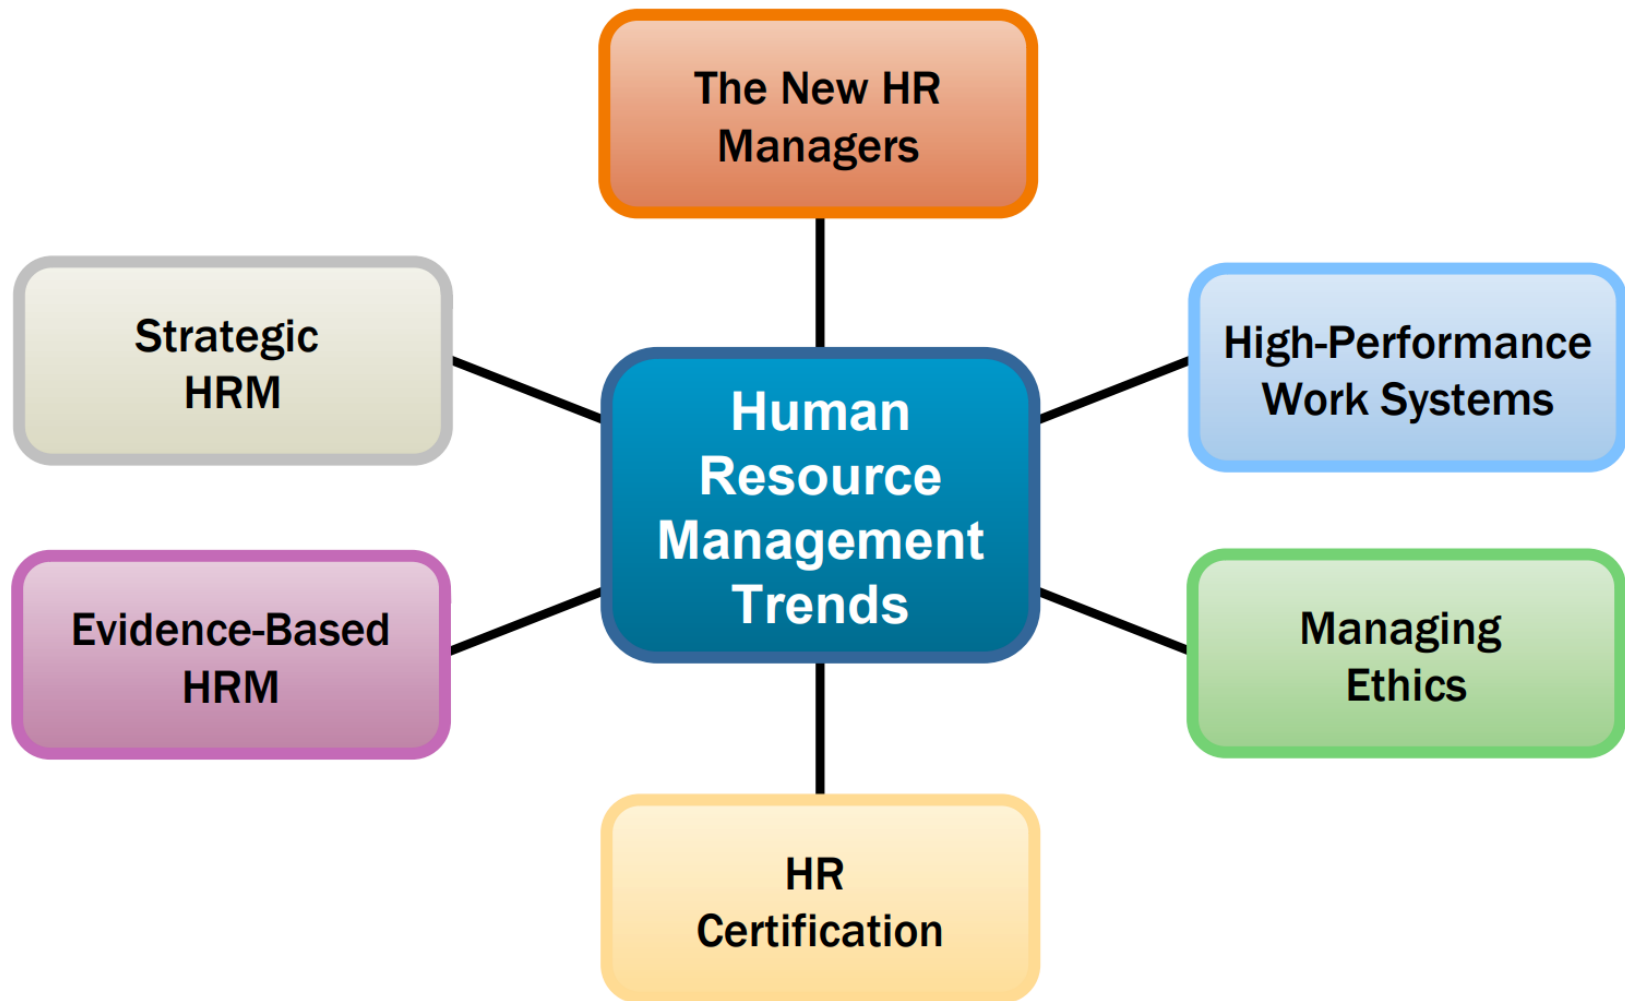 The New HR
Managers
Strategic
HRM
High-Performance
Work Systems
Human
Resource
Management
Trends
Evidence-Based
HRM
Managing
Ethics
HR
Certification